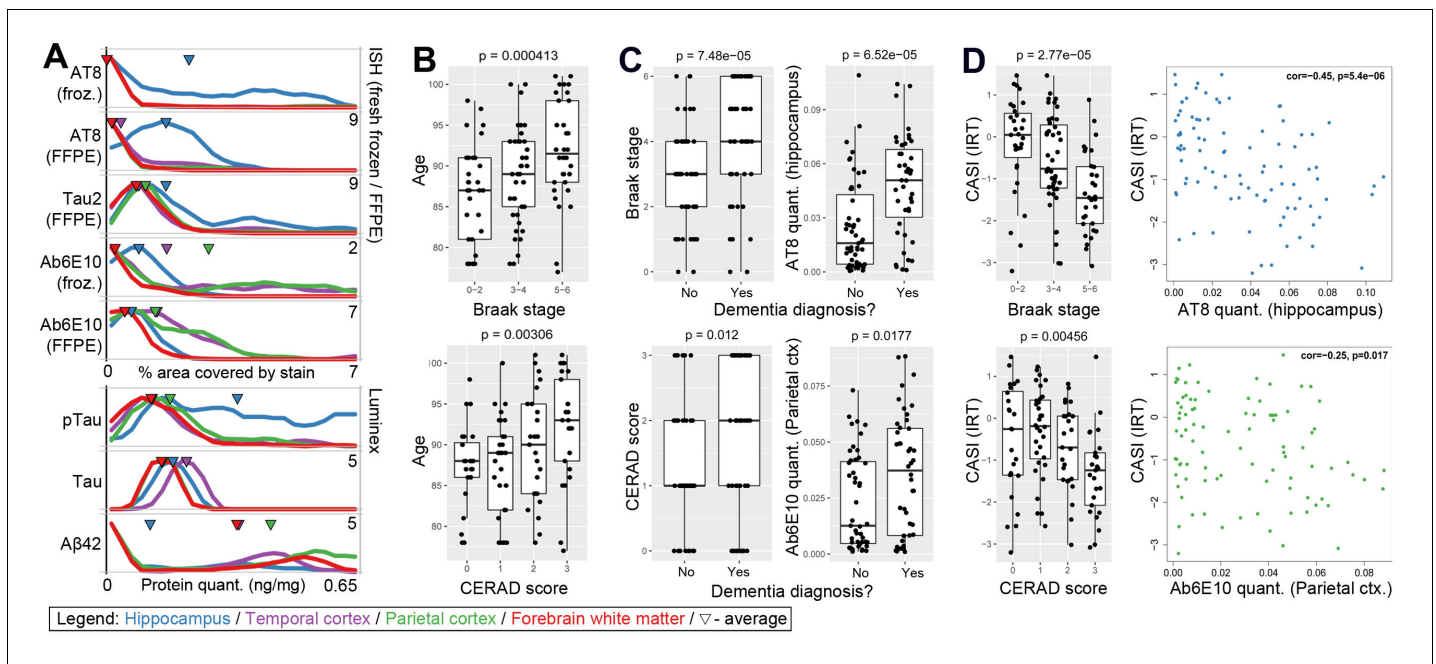 A
AT8
(froz.)
9
AT8
(FFPE)
9
Tau2
(FFPE)
2
Ab6E10
(froz.)
7
Ab6E10
(FFPE)
0 % area covered by stain 7
ISH (fresh frozen / FFPE)
pTau
5
Tau
5
Aβ42
0 Protein quant. (ng/mg) 0.65
Luminex
B
p = 0.000413
Age
100
95
90
85
80
0−2 3−4 5−6
Braak stage
p = 0.00306
Age
100
95
90
85
80
0 1 2 3
CERAD score
C
p = 7.48e−05
Braak stage
6
4
2
0
No Yes
p = 6.52e−05
AT8 quant. (hippocampus)
0.09
0.06
0.03
0.00
No Yes
Dementia diagnosis?
p = 0.012
CERAD score
3
2
1
0
No Yes
p = 0.0177
Ab6E10 quant. (Parietal ctx)
0.075
0.050
0.025
0.000
No Yes
Dementia diagnosis?
D
p = 2.77e−05
CASI (IRT)
1
0
−1
−2
−3
0−2 3−4 5−6
Braak stage
cor=−0.45, p=5.4e−06
CASI (IRT)
1
0
−1
−2
−3
0.00 0.02 0.04 0.06 0.08 0.10
AT8 quant. (hippocampus)
p = 0.00456
CASI (IRT)
1
0
−1
−2
−3
0 1 2 3
CERAD score
cor=−0.25, p=0.017
CASI (IRT)
1
0
−1
−2
−3
0.00 0.02 0.04 0.06 0.08
Ab6E10 quant. (Parietal ctx.)
Legend: Hippocampus / Temporal cortex / Parietal cortex / Forebrain white matter / ▽ - average